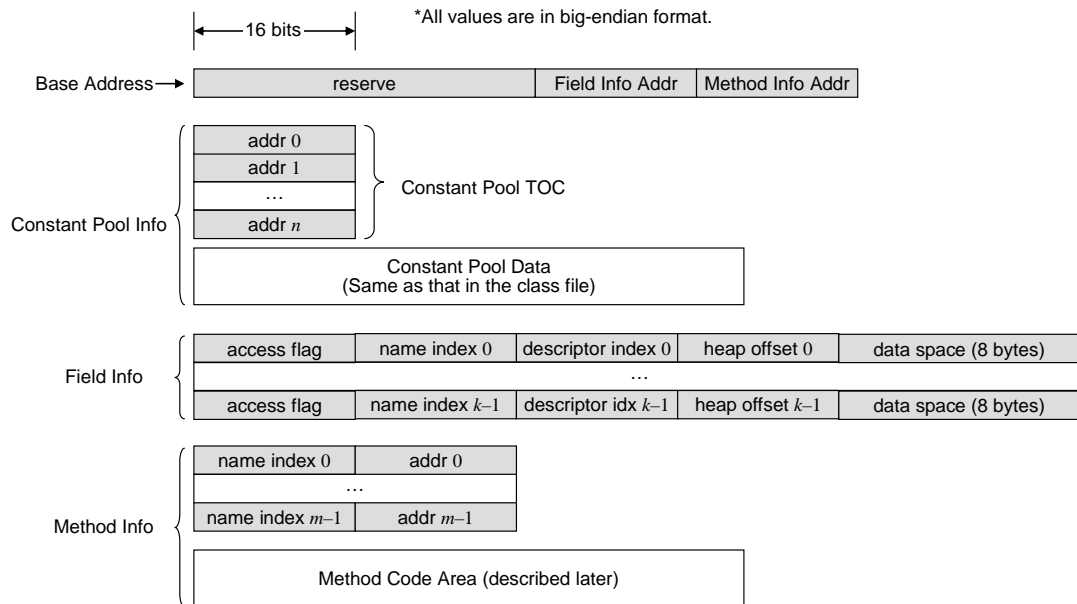 *All values are in big-endian format.
16 bits
Base Address
reserve
Field Info Addr
Method Info Addr
addr 0
addr 1
…
addr n
Constant Pool TOC
Constant Pool Info
Constant Pool Data
(Same as that in the class file)
access flag
name index 0
descriptor index 0
heap offset 0
data space (8 bytes)
Field Info
…
access flag
name index k–1
descriptor idx k–1
heap offset k–1
data space (8 bytes)
name index 0
addr 0
…
Method Info
name index m–1
addr m–1
Method Code Area (described later)